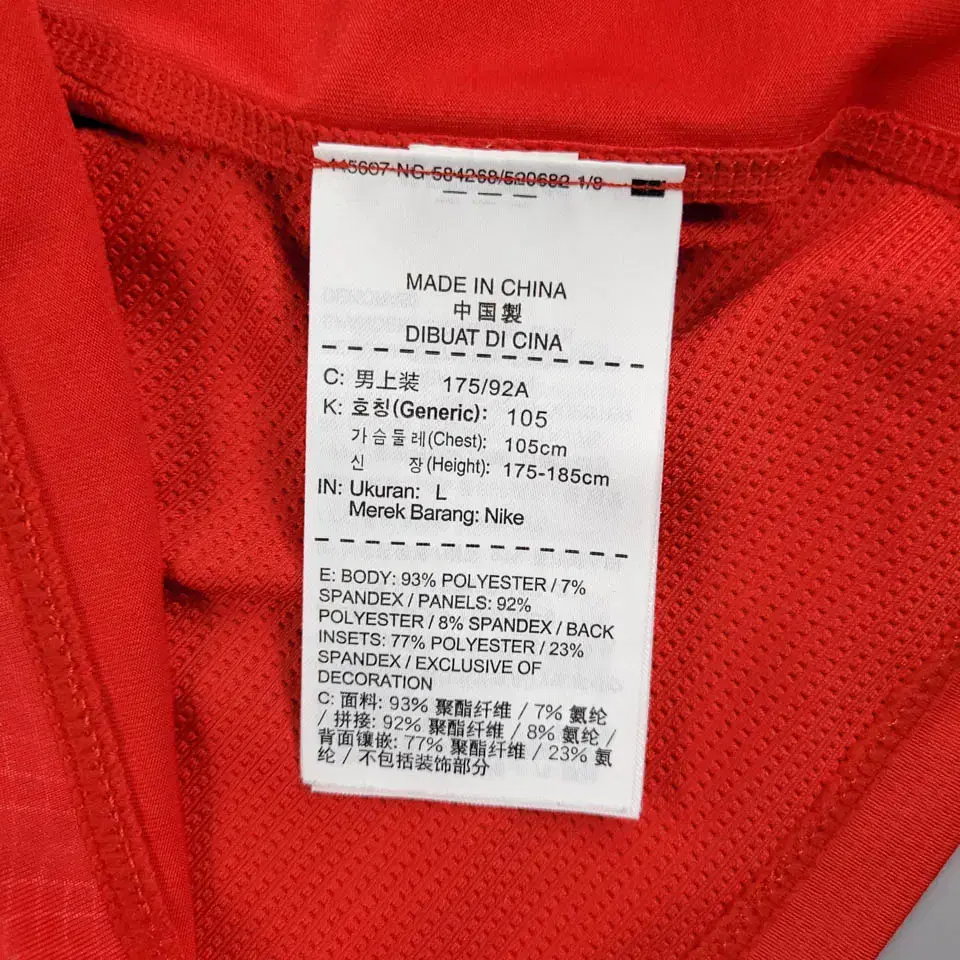 584268/520682 1/8
MADE IN CHINA
中国製
DIBUAT DI CINA
C: 男上装 175/92A
K: 호칭(Generic): 105
가슴둘레(Chest): 105cm
신 장(Height): 175-185cm
IN: Ukuran: L
Merek Barang: Nike
E: BODY: 93% POLYESTER / 7%
SPANDEX / PANELS: 92%
POLYESTER / 8% SPANDEX / BACK
INSETS: 77% POLYESTER / 23%
SPANDEX / EXCLUSIVE OF
DECORATION
C: 面料: 93% 聚酯纤维 / 7% 氨纶
/ 拼接: 92% 聚酯纤维 / 8% 氨纶 /
背面镶嵌: 77% 聚酯纤维 / 23% 氨
纶 / 不包括装饰部分